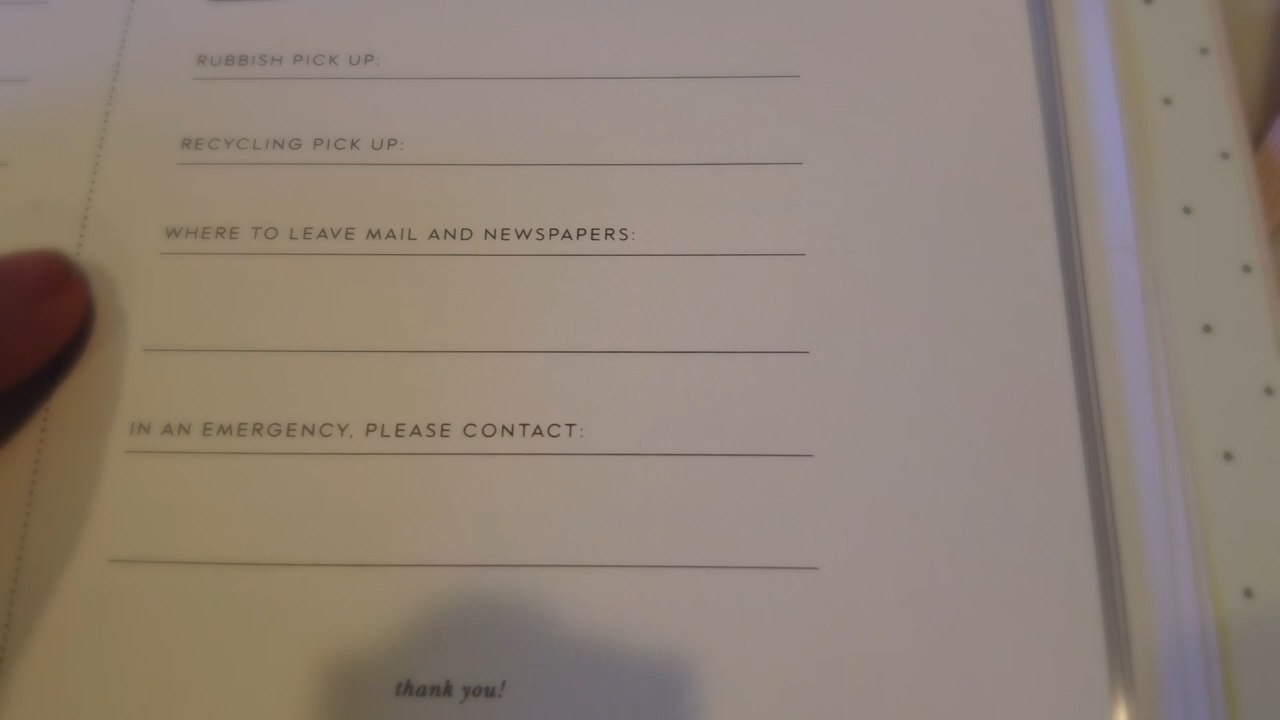 RUBBISH PICK UP:
RECYCLING PICK UP:
WHERE TO LEAVE MAIL AND NEWSPAPERS:
IN AN EMERGENCY, PLEASE CONTACT:
thank you!